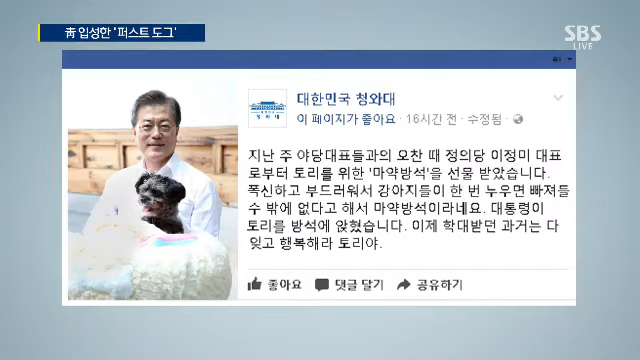 靑 입성한 '퍼스트 도그'
SBS
LIVE
대한민국 청와대
이 페이지가 좋아요 · 16시간 전 · 수정됨 ·
지난 주 야당대표들과의 오찬 때 정의당 이정미 대표
로부터 토리를 위한 '마약방석'을 선물 받았습니다.
폭신하고 부드러워서 강아지들이 한 번 누우면 빠져들
수 밖에 없다고 해서 마약방석이라네요. 대통령이
토리를 방석에 앉혔습니다. 이제 학대받던 과거는 다
잊고 행복해라 토리야.
좋아요 댓글 달기 공유하기